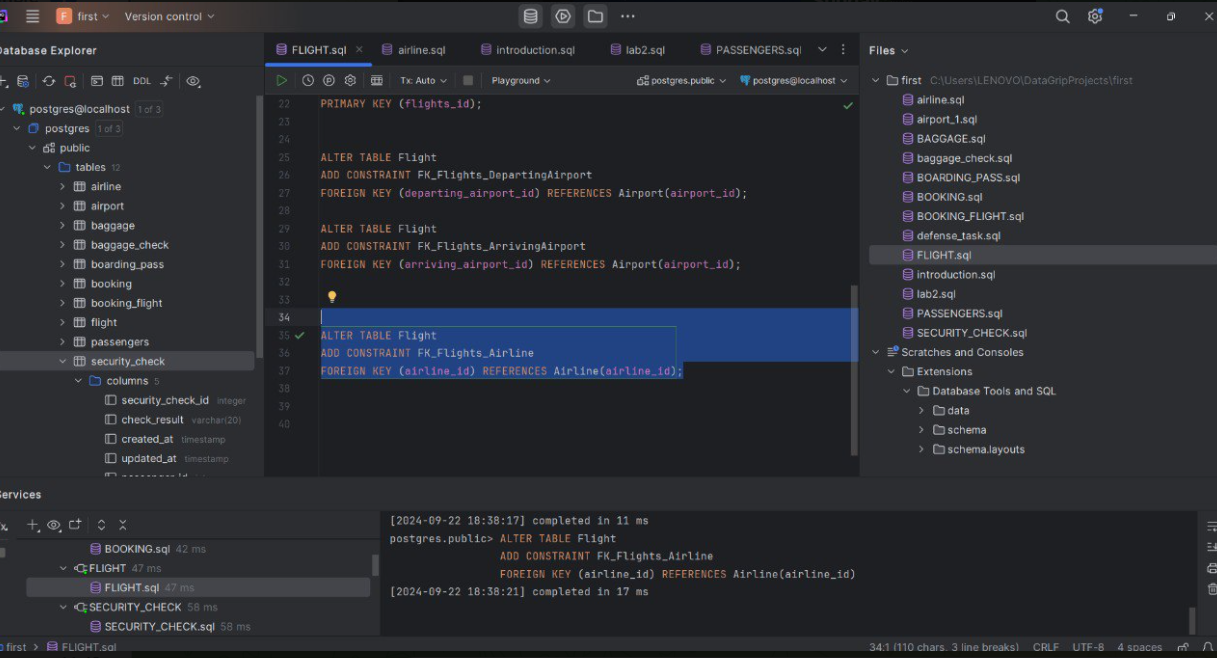 F first Version control
Database Explorer
FLIGHT.sql airline.sql introduction.sql lab2.sql PASSENGERS.sql
Files
DDL
Tx: Auto Playground postgres.public postgres@localhost
postgres@localhost 1 of 3
postgres 1 of 3
public
tables 12
airline
airport
baggage
baggage_check
boarding_pass
booking
booking_flight
flight
passengers
security_check
columns 5
security_check_id integer
check_result varchar(20)
created_at timestamp
updated_at timestamp
22 PRIMARY KEY (flights_id);
23
24
25 ALTER TABLE Flight
26 ADD CONSTRAINT FK_Flights_DepartingAirport
27 FOREIGN KEY (departing_airport_id) REFERENCES Airport(airport_id);
28
29 ALTER TABLE Flight
30 ADD CONSTRAINT FK_Flights_ArrivingAirport
31 FOREIGN KEY (arriving_airport_id) REFERENCES Airport(airport_id);
32
33
34
35 ALTER TABLE Flight
36 ADD CONSTRAINT FK_Flights_Airline
37 FOREIGN KEY (airline_id) REFERENCES Airline(airline_id);
38
39
40
first C:\Users\LENOVO\DataGripProjects\first
airline.sql
airport_1.sql
BAGGAGE.sql
baggage_check.sql
BOARDING_PASS.sql
BOOKING.sql
BOOKING_FLIGHT.sql
defense_task.sql
FLIGHT.sql
introduction.sql
lab2.sql
PASSENGERS.sql
SECURITY_CHECK.sql
Scratches and Consoles
Extensions
Database Tools and SQL
data
schema
schema.layouts
Services
BOOKING.sql 42 ms
FLIGHT 47 ms
FLIGHT.sql 47 ms
SECURITY_CHECK 58 ms
SECURITY_CHECK.sql 58 ms
[2024-09-22 18:38:17] completed in 11 ms
postgres.public> ALTER TABLE Flight
ADD CONSTRAINT FK_Flights_Airline
FOREIGN KEY (airline_id) REFERENCES Airline(airline_id)
[2024-09-22 18:38:21] completed in 17 ms
first > FLIGHT.sql
34:1 (110 chars, 3 line breaks) CRLF UTF-8 4 spaces